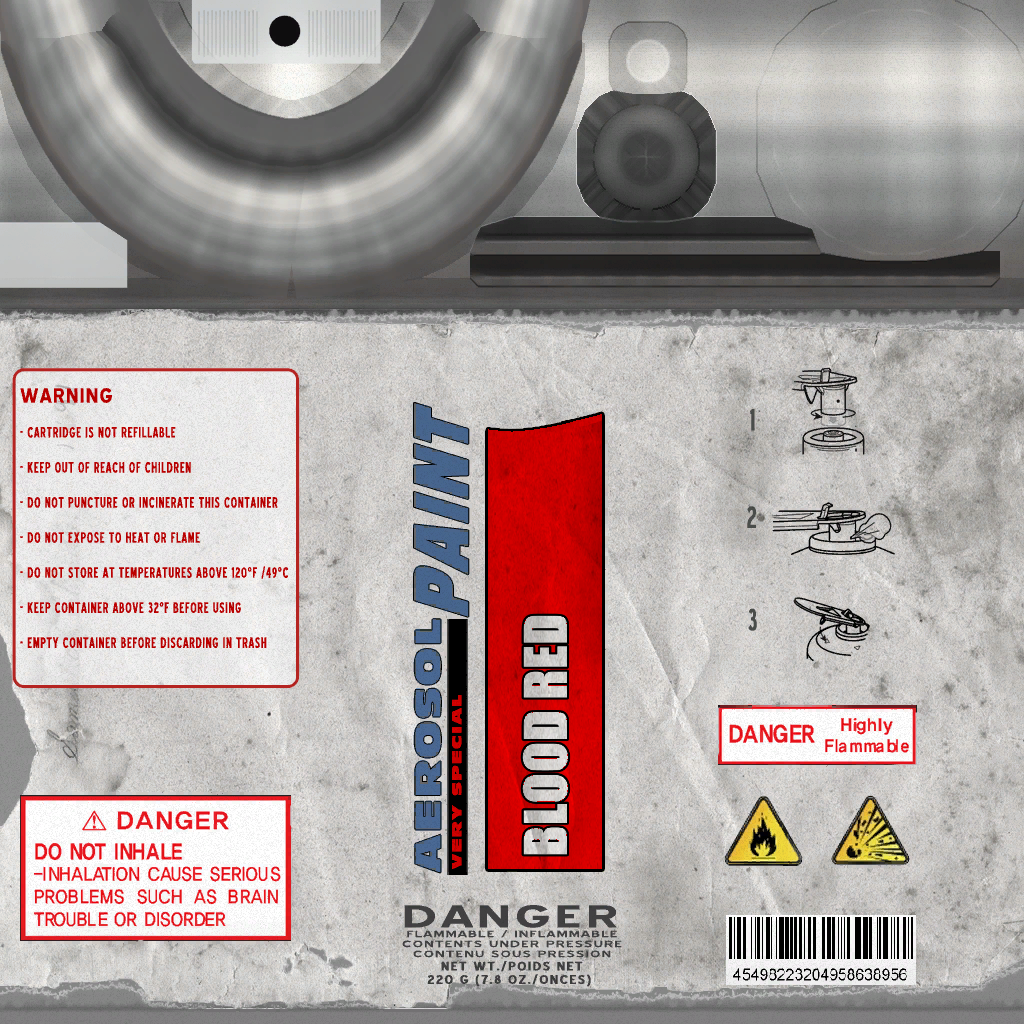 WARNING
- CARTRIDGE IS NOT REFILLABLE
- KEEP OUT OF REACH OF CHILDREN
- DO NOT PUNCTURE OR INCINERATE THIS CONTAINER
- DO NOT EXPOSE TO HEAT OR FLAME
- DO NOT STORE AT TEMPERATURES ABOVE 120°F /49°C
- KEEP CONTAINER ABOVE 32°F BEFORE USING
- EMPTY CONTAINER BEFORE DISCARDING IN TRASH
⚠ DANGER
DO NOT INHALE
-INHALATION CAUSE SERIOUS
PROBLEMS SUCH AS BRAIN
TROUBLE OR DISORDER
AEROSOL PAINT
VERY SPECIAL
BLOOD RED
DANGER
FLAMMABLE / INFLAMMABLE
CONTENTS UNDER PRESSURE
CONTENU SOUS PRESSION
NET WT./POIDS NET
220 G (7.8 OZ./ONCES)
1
2
3
DANGER Highly
Flammable
45498223204958638956